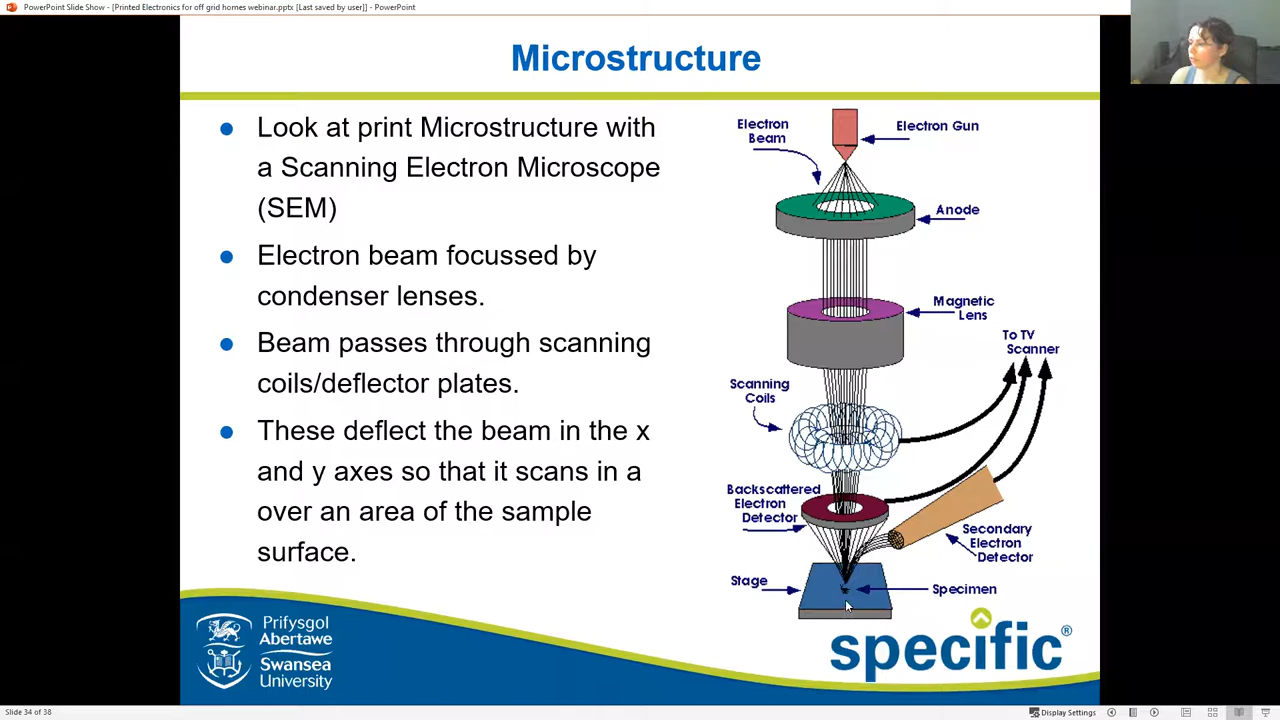 PowerPoint Slide Show - [Printed Electronics for off grid homes webinar.pptx [Last saved by user]] - PowerPoint
Microstructure
Look at print Microstructure with
a Scanning Electron Microscope
(SEM)
Electron beam focussed by
condenser lenses.
Beam passes through scanning
coils/deflector plates.
These deflect the beam in the x
and y axes so that it scans in a
over an area of the sample
surface.
Electron
Beam
Electron Gun
Anode
Magnetic
Lens
To TV
Scanner
Scanning
Coils
Backscattered
Electron
Detector
Secondary
Electron
Detector
Stage
Specimen
Prifysgol
Abertawe
Swansea
University
specific®
Slide 34 of 38
Display Settings